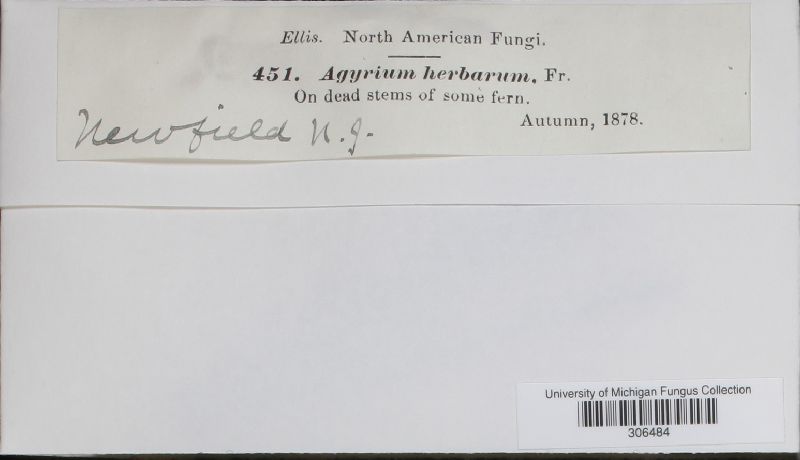 Ellis. North American Fungi.
451. Agyrium herbarum, Fr.
On dead stems of some fern.
Autumn, 1878.
Newfield N.J.
University of Michigan Fungus Collection
306484